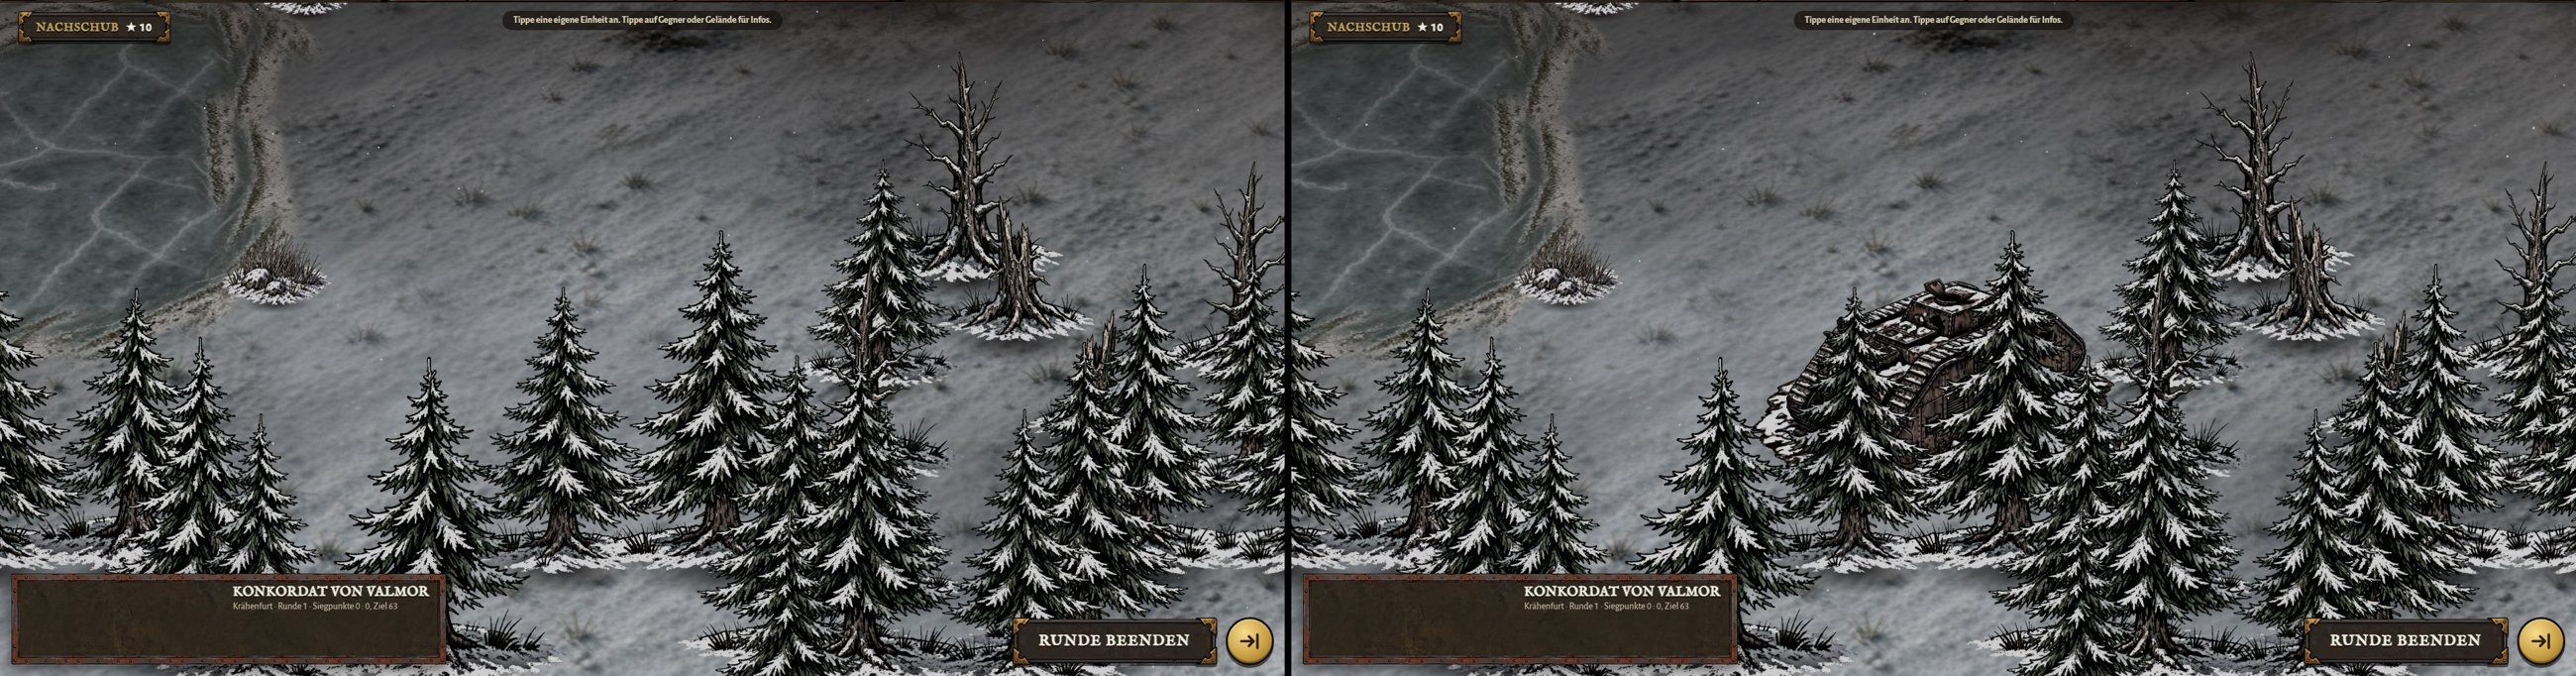 NACHSCHUB ★ 10
Tippe eine eigene Einheit an. Tippe auf Gegner oder Gelände für Infos.
KONKORDAT VON VALMOR
Krähenfurt · Runde 1 · Siegpunkte 0 : 0, Ziel 63
RUNDE BEENDEN
NACHSCHUB ★ 10
Tippe eine eigene Einheit an. Tippe auf Gegner oder Gelände für Infos.
KONKORDAT VON VALMOR
Krähenfurt · Runde 1 · Siegpunkte 0 : 0, Ziel 63
RUNDE BEENDEN